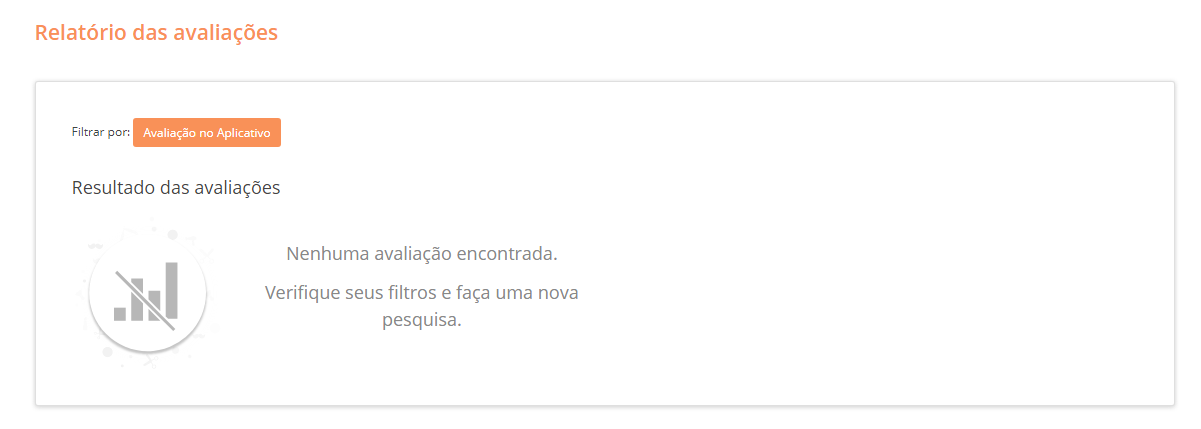 Relatório das avaliações
Filtrar por: Avaliação no Aplicativo
Resultado das avaliações
Nenhuma avaliação encontrada.
Verifique seus filtros e faça uma nova
pesquisa.